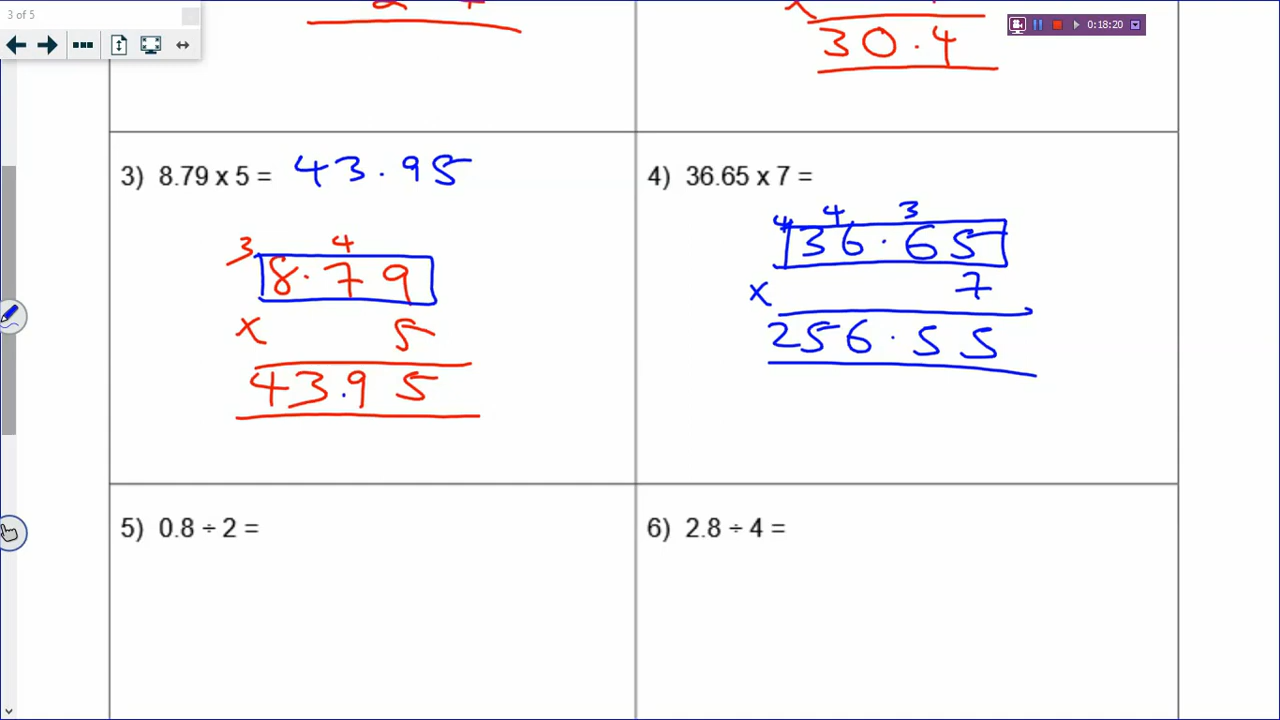 3 of 5
0:18:20
30.4
3) 8.79 x 5 = 43.95
3 4
8.79
x 5
43.95
4) 36.65 x 7 =
4 4 3
36.65
x 7
256.55
5) 0.8 ÷ 2 =
6) 2.8 ÷ 4 =